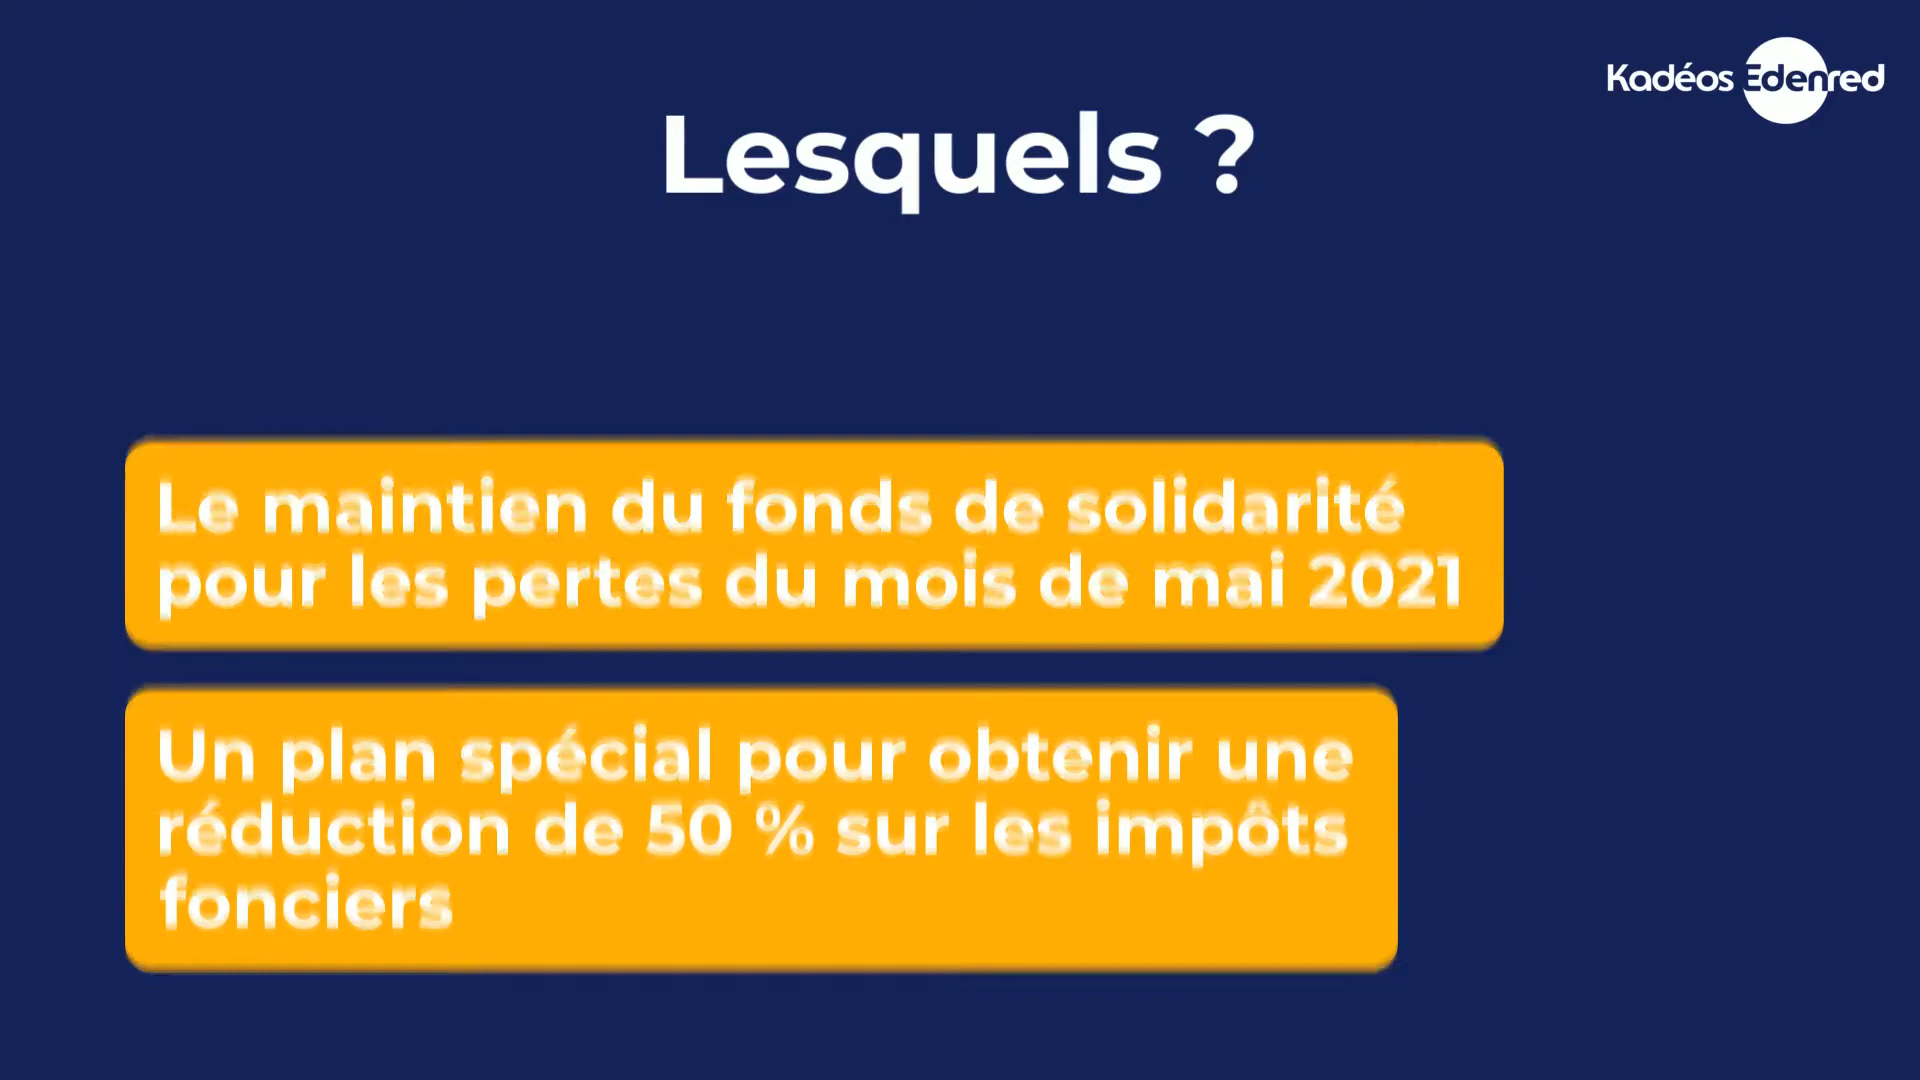 Kadéos Edenred
Lesquels ?
Le maintien du fonds de solidarité
pour les pertes du mois de mai 2021
Un plan spécial pour obtenir une
réduction de 50 % sur les impôts
fonciers